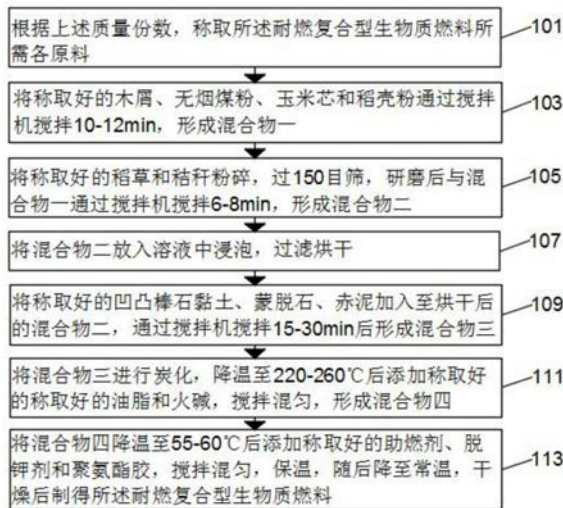 根据上述质量份数，称取所述耐燃复合型生物质燃料所
需各原料
101
将称取好的木屑、无烟煤粉、玉米芯和稻壳粉通过搅拌
机搅拌10-12min，形成混合物一
103
将称取好的稻草和秸秆粉碎，过150目筛，研磨后与混
合物一通过搅拌机搅拌6-8min，形成混合物二
105
将混合物二放入溶液中浸泡，过滤烘干
107
将称取好的凹凸棒石黏土、蒙脱石、赤泥加入至烘干后
的混合物二，通过搅拌机搅拌15-30min后形成混合物三
109
将混合物三进行炭化，降温至220-260℃后添加称取好
的称取好的油脂和火碱，搅拌混匀，形成混合物四
111
将混合物四降温至55-60℃后添加称取好的助燃剂、脱
钾剂和聚氨酯胶，搅拌混匀，保温，随后降至常温，干
燥后制得所述耐燃复合型生物质燃料
113